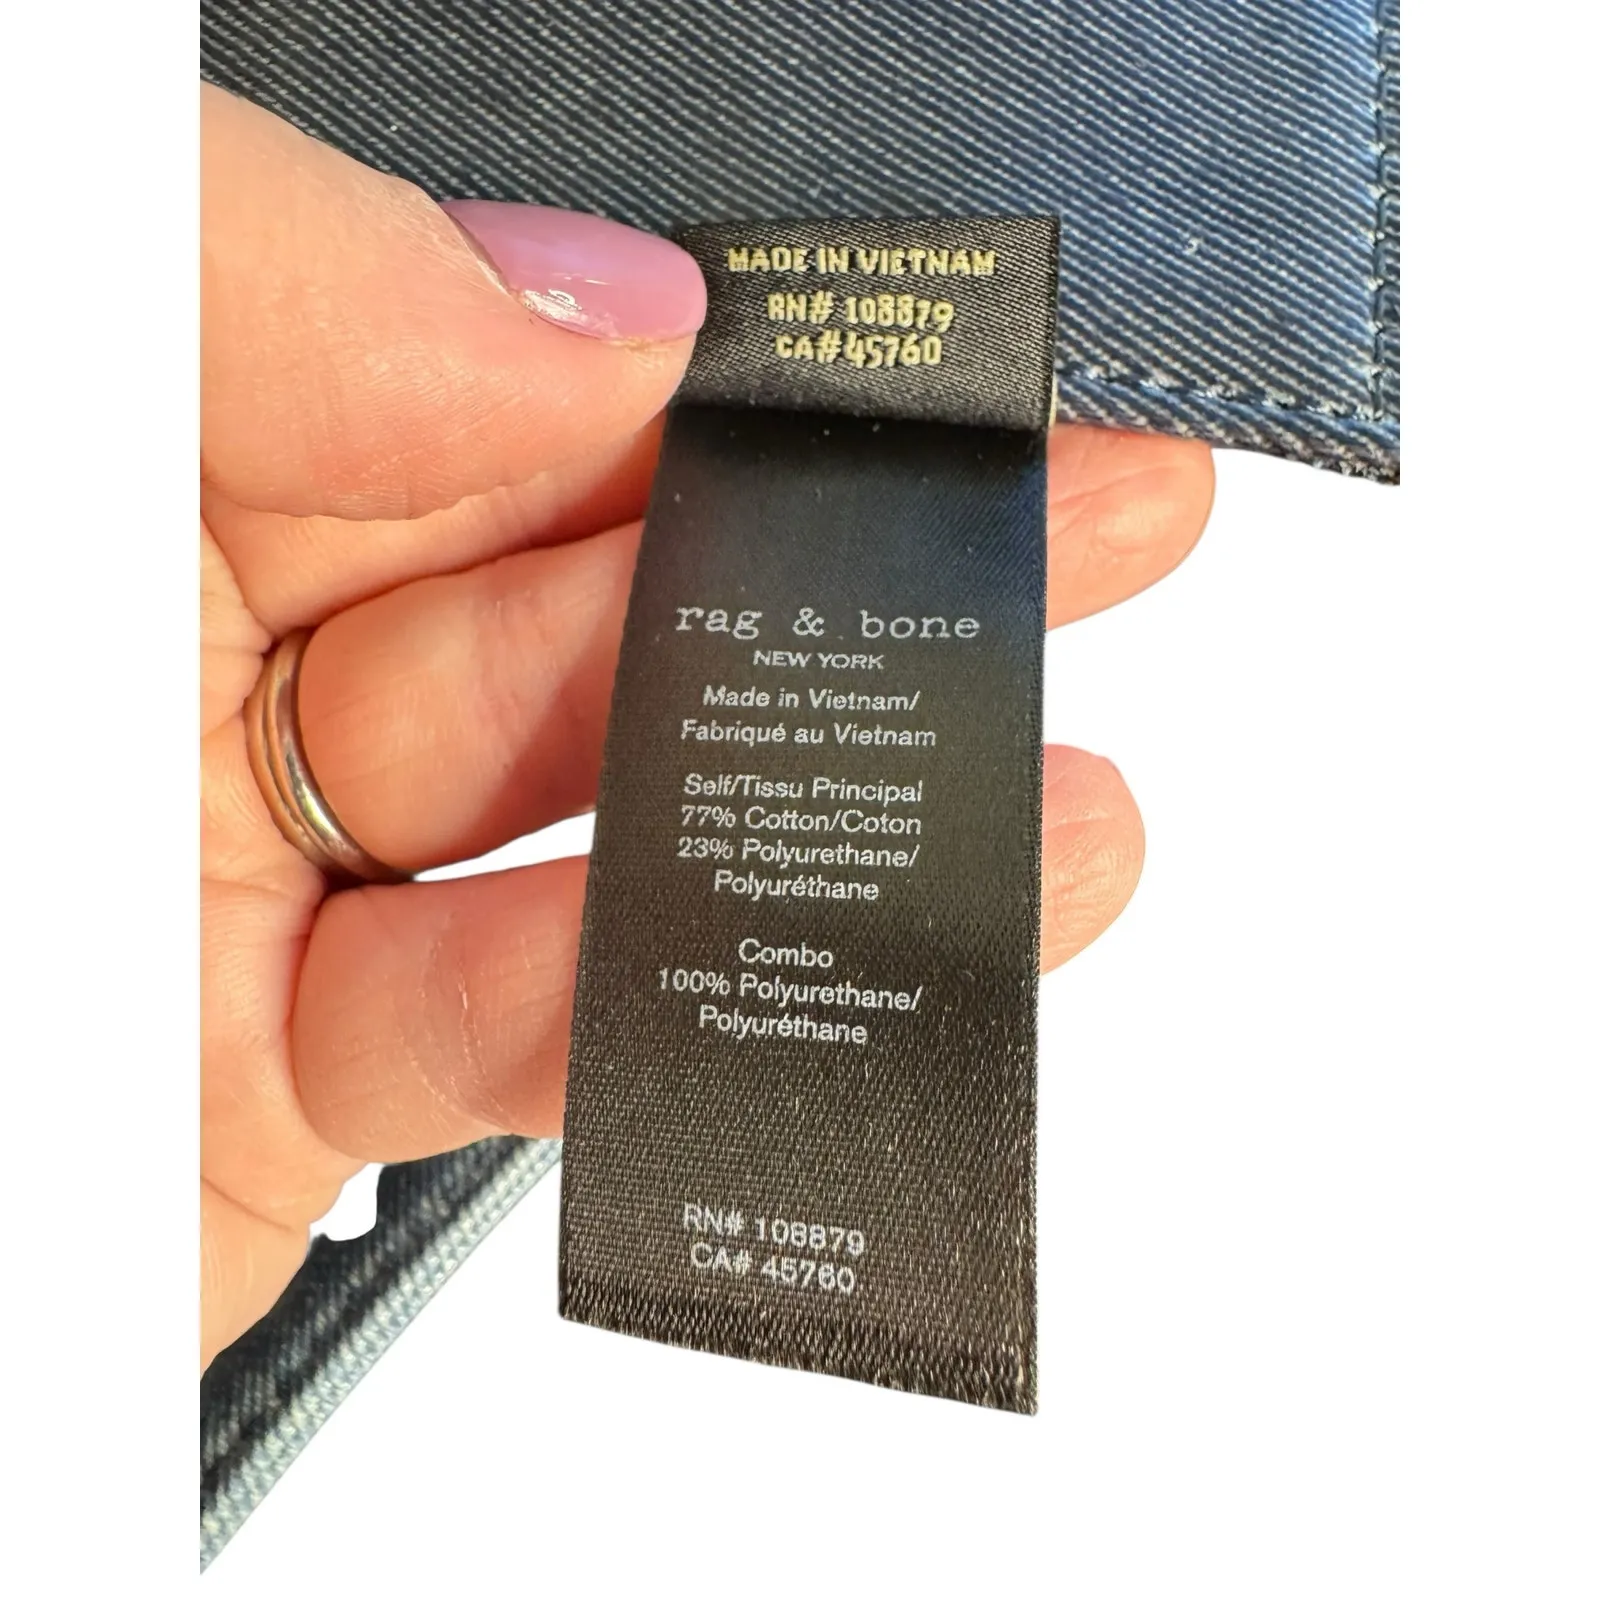 MADE IN VIETNAM
RN# 108879
CA# 45760
rag & bone
NEW YORK
Made in Vietnam/
Fabriqué au Vietnam
Self/Tissu Principal
77% Cotton/Coton
23% Polyurethane/
Polyuréthane
Combo
100% Polyurethane/
Polyuréthane
RN# 108879
CA# 45760